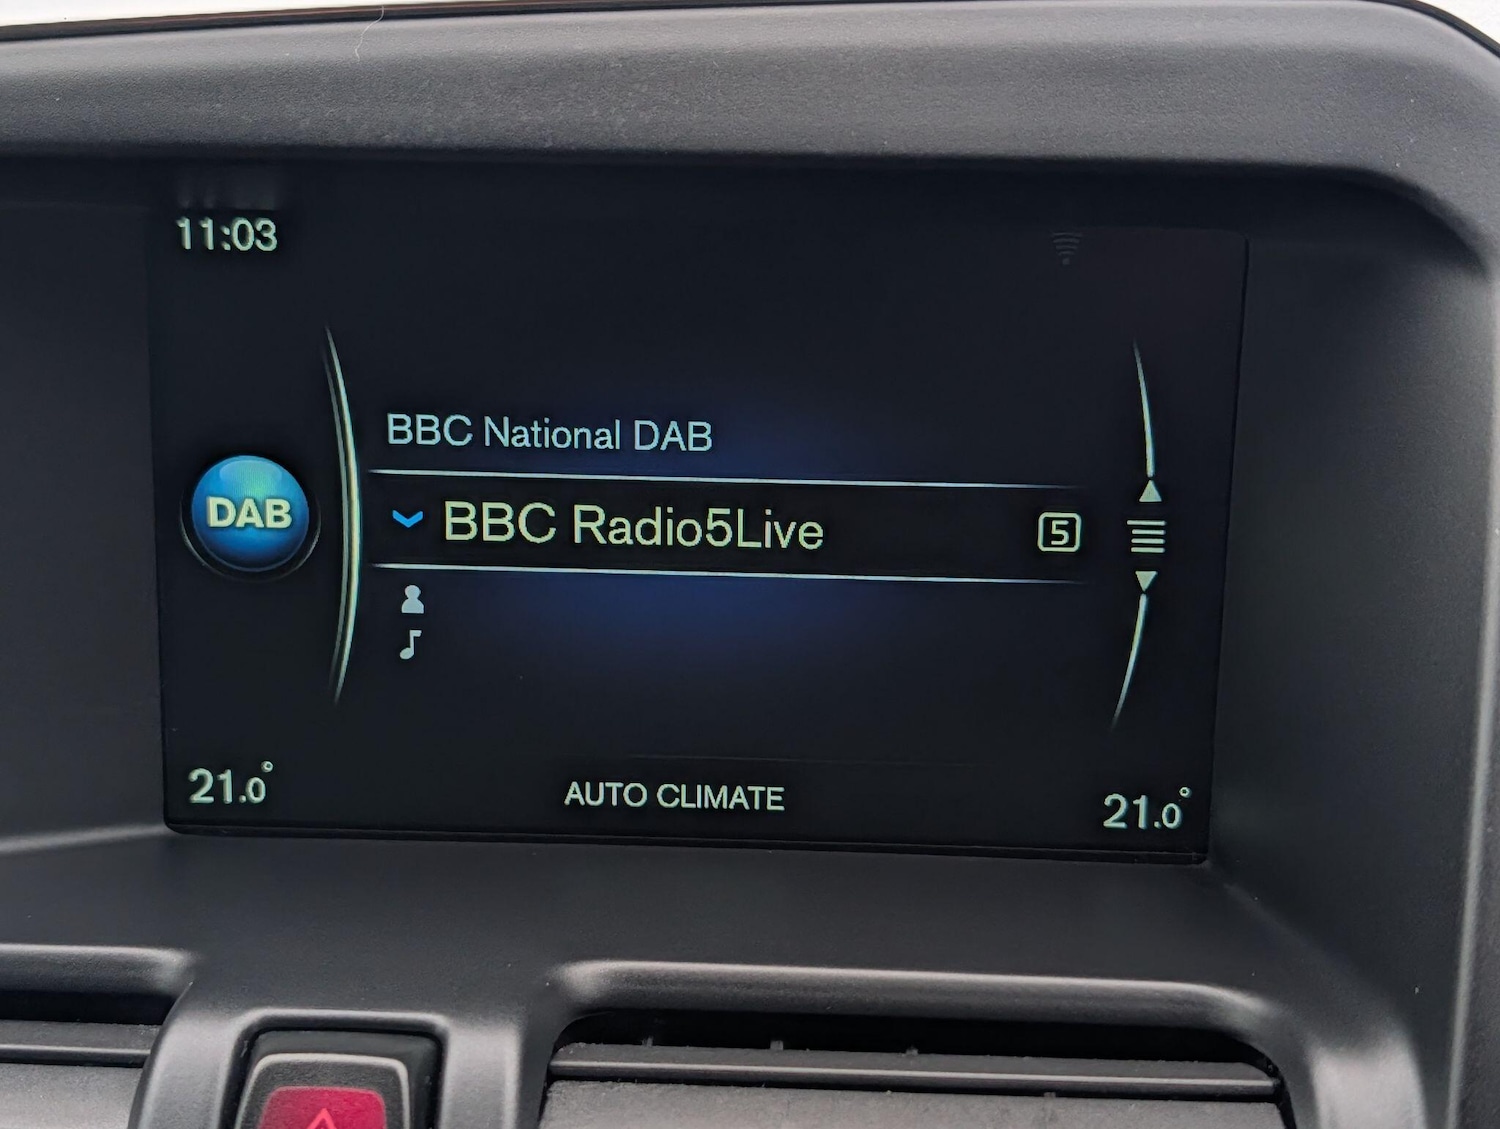 11:03
BBC National DAB
DAB
BBC Radio5Live 5
21.0°
AUTO CLIMATE
21.0°